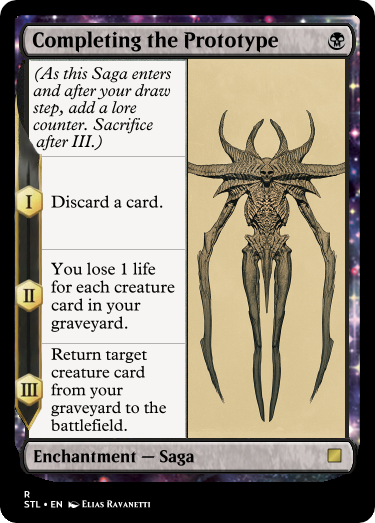 Completing the Prototype
(As this Saga enters
and after your draw
step, add a lore
counter. Sacrifice
after III.)
I
Discard a card.
II
You lose 1 life
for each creature
card in your
graveyard.
III
Return target
creature card
from your
graveyard to the
battlefield.
Enchantment — Saga
R
STL • EN Elias Ravanetti